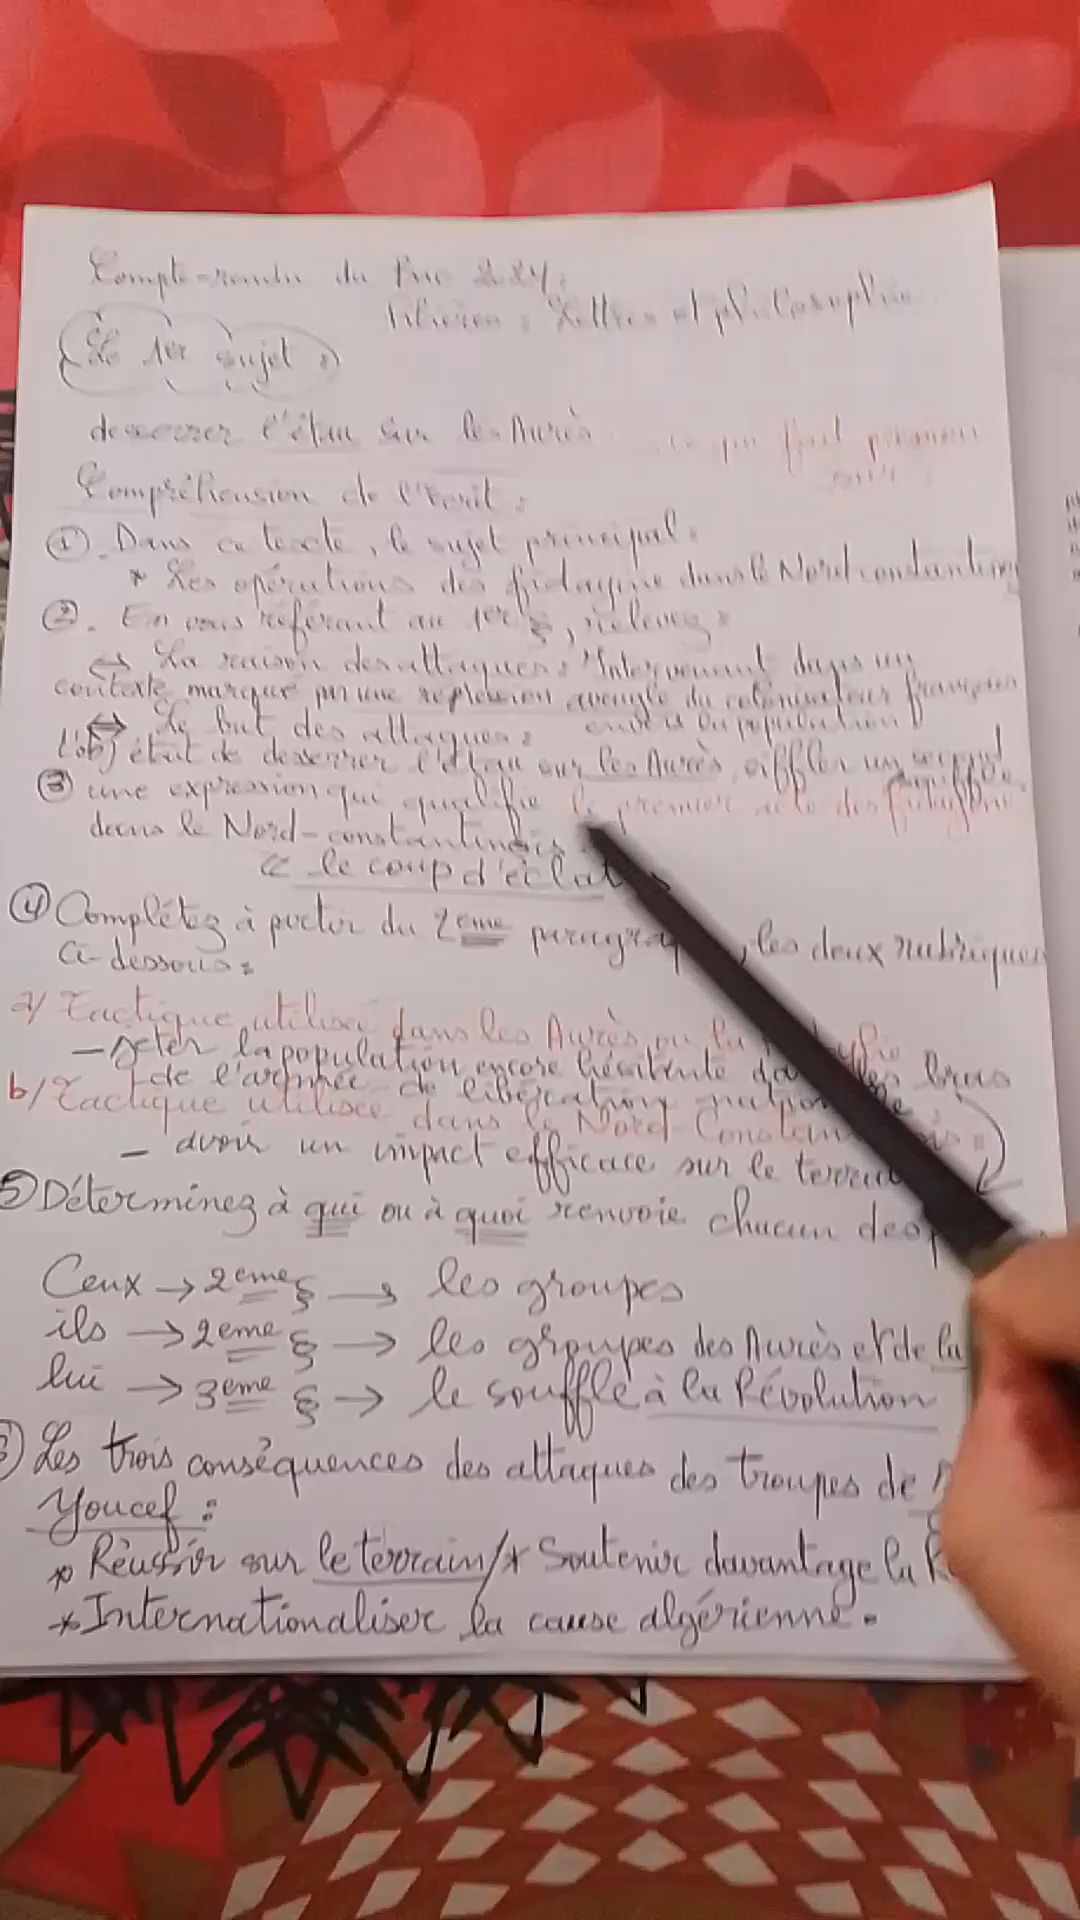 Compte-rendu du Bac 2024:
Filière : Lettres et philosophie
Le 1er sujet :
desserrer l'étau sur les Aurès. ce qui fait
Compréhension de l'écrit :
① Dans ce texte, le sujet principal :
* Les opérations des fidayine dans le Nord constantinois
②. En vous référant au 1er §, relevez :
↔ La raison des attaques : "Intervenant dans un
contexte marqué par une répression aveugle du colonisateur français
envers la population"
↔ Le but des attaques :
l'obj était de desserrer l'étau sur les Aurès, insuffler un second
③ une expression qui qualifie le premier acte des fidayine
dans le Nord-constantinois
« le coup d'éclat »
④ Complétez à partir du 2ème paragraphe, les deux rubriques
ci-dessous :
a/ Tactique utilisée dans les Aurès ou la
- Jeter la population encore hésitante dans les bras
de l'armée de libération nationale
b/ Tactique utilisée dans le Nord-Constantinois :
- avoir un impact efficace sur le terrain
⑤ Déterminez à qui ou à quoi renvoie chacun des
Ceux → 2ème § → les groupes
ils → 2ème § → les groupes des Aurès et de la
lui → 3ème § → le souffle à la Révolution
Les trois conséquences des attaques des troupes de
Youcef :
* Réussir sur le terrain/* Soutenir davantage la
* Internationaliser la cause algérienne.